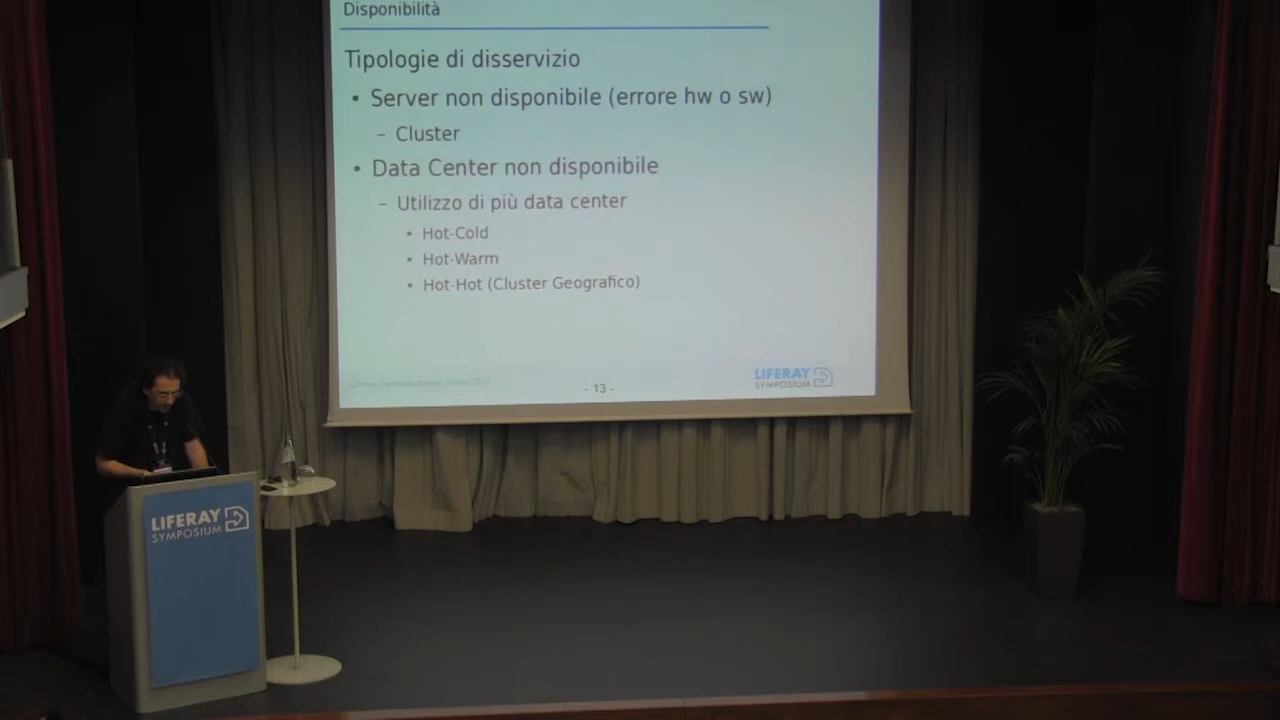 Disponibilità
Tipologie di disservizio
• Server non disponibile (errore hw o sw)
– Cluster
• Data Center non disponibile
– Utilizzo di più data center
• Hot-Cold
• Hot-Warm
• Hot-Hot (Cluster Geografico)
- 13 -
LIFERAY
SYMPOSIUM
LIFERAY
SYMPOSIUM